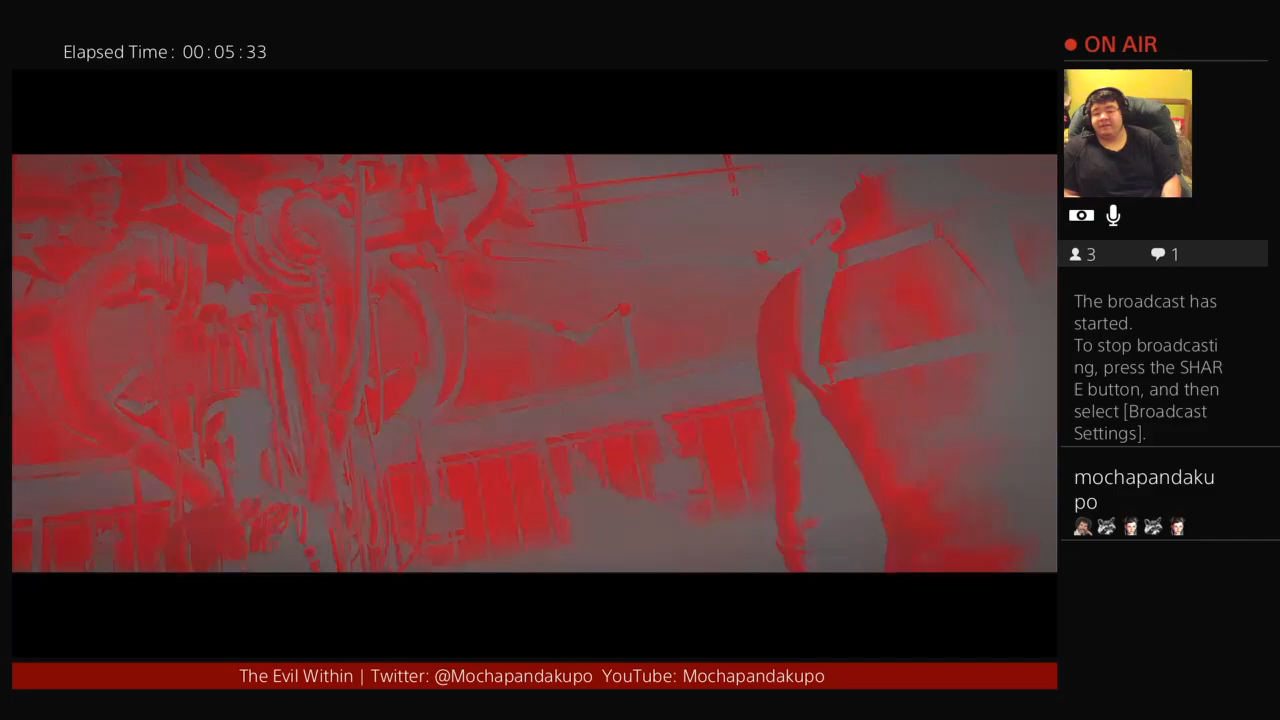 Elapsed Time: 00:05:33
ON AIR
3
1
The broadcast has
started.
To stop broadcasti
ng, press the SHAR
E button, and then
select [Broadcast
Settings].
mochapandaku
po
The Evil Within | Twitter: @Mochapandakupo  YouTube: Mochapandakupo